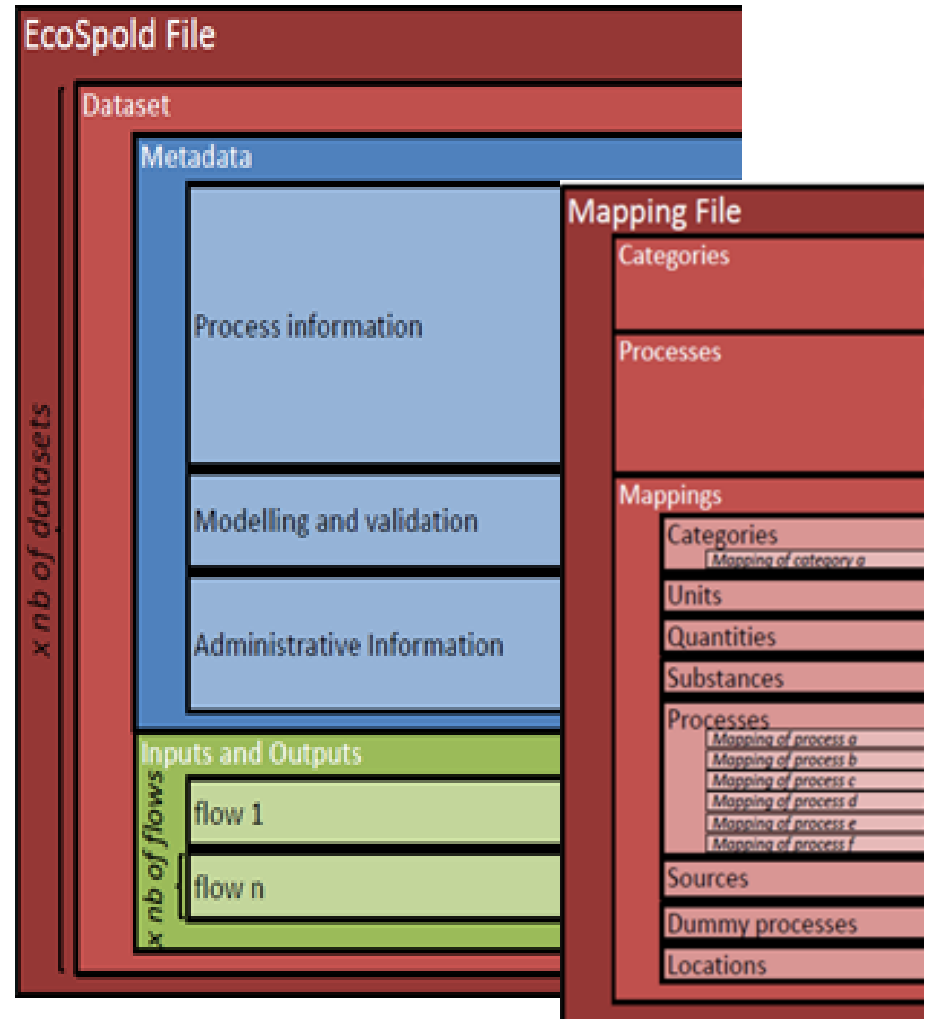 EcoSpold File
Dataset
Metadata
Process information
Modelling and validation
Administrative Information
Inputs and Outputs
flow 1
flow n
x nb of flows
x nb of datasets
Mapping File
Categories
Processes
Mappings
Categories
Mapping of category a
Units
Quantities
Substances
Processes
Mapping of process a
Mapping of process b
Mapping of process c
Mapping of process d
Mapping of process e
Mapping of process f
Sources
Dummy processes
Locations